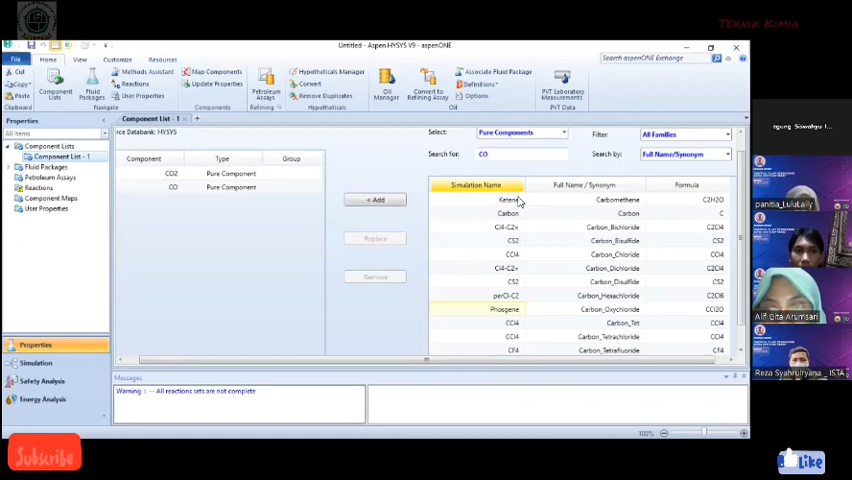 TEKNIK KIMIA
Untitled - Aspen HYSYS V9 - aspenONE
File Home View Customize Resources
Search aspenONE Exchange
Cut
Copy
Paste
Clipboard
Component Lists
Fluid Packages
Methods Assistant
Reactions
User Properties
Navigate
Map Components
Update Properties
Components
Petroleum Assays
Refining
Hypotheticals Manager
Convert
Remove Duplicates
Hypotheticals
Oil Manager
Convert to Refining Assay
Associate Fluid Package
Definitions
Options
Oil
PVT Laboratory Measurements
PVT Data
Properties
All Items
Component Lists
Component List - 1
Fluid Packages
Petroleum Assays
Reactions
Component Maps
User Properties
Properties
Simulation
Safety Analysis
Energy Analysis
Component List - 1
rce Databank: HYSYS
Component Type Group
CO2 Pure Component
CO Pure Component
< Add
Replace
Remove
Select: Pure Components Filter: All Families
Search for: CO Search by: Full Name/Synonym
Simulation Name Full Name / Synonym Formula
Ketene Carbomethene C2H2O
Carbon Carbon C
Cl4-C2= Carbon_Bichloride C2Cl4
CS2 Carbon_Bisulfide CS2
CCl4 Carbon_Chloride CCl4
Cl4-C2= Carbon_Dichloride C2Cl4
CS2 Carbon_Disulfide CS2
perCl-C2 Carbon_Hexachloride C2Cl6
Phosgene Carbon_Oxychloride CCl2O
CCl4 Carbon_Tet CCl4
CCl4 Carbon_Tetrachloride CCl4
CF4 Carbon_Tetrafluoride CF4
Messages
Warning : -- All reactions sets are not complete
100%
agung Siswahyu I...
panitia_LuluLaily
Alif Gita Arumsari
Reza Syahrulryana _ ISTA
Subscribe
Like